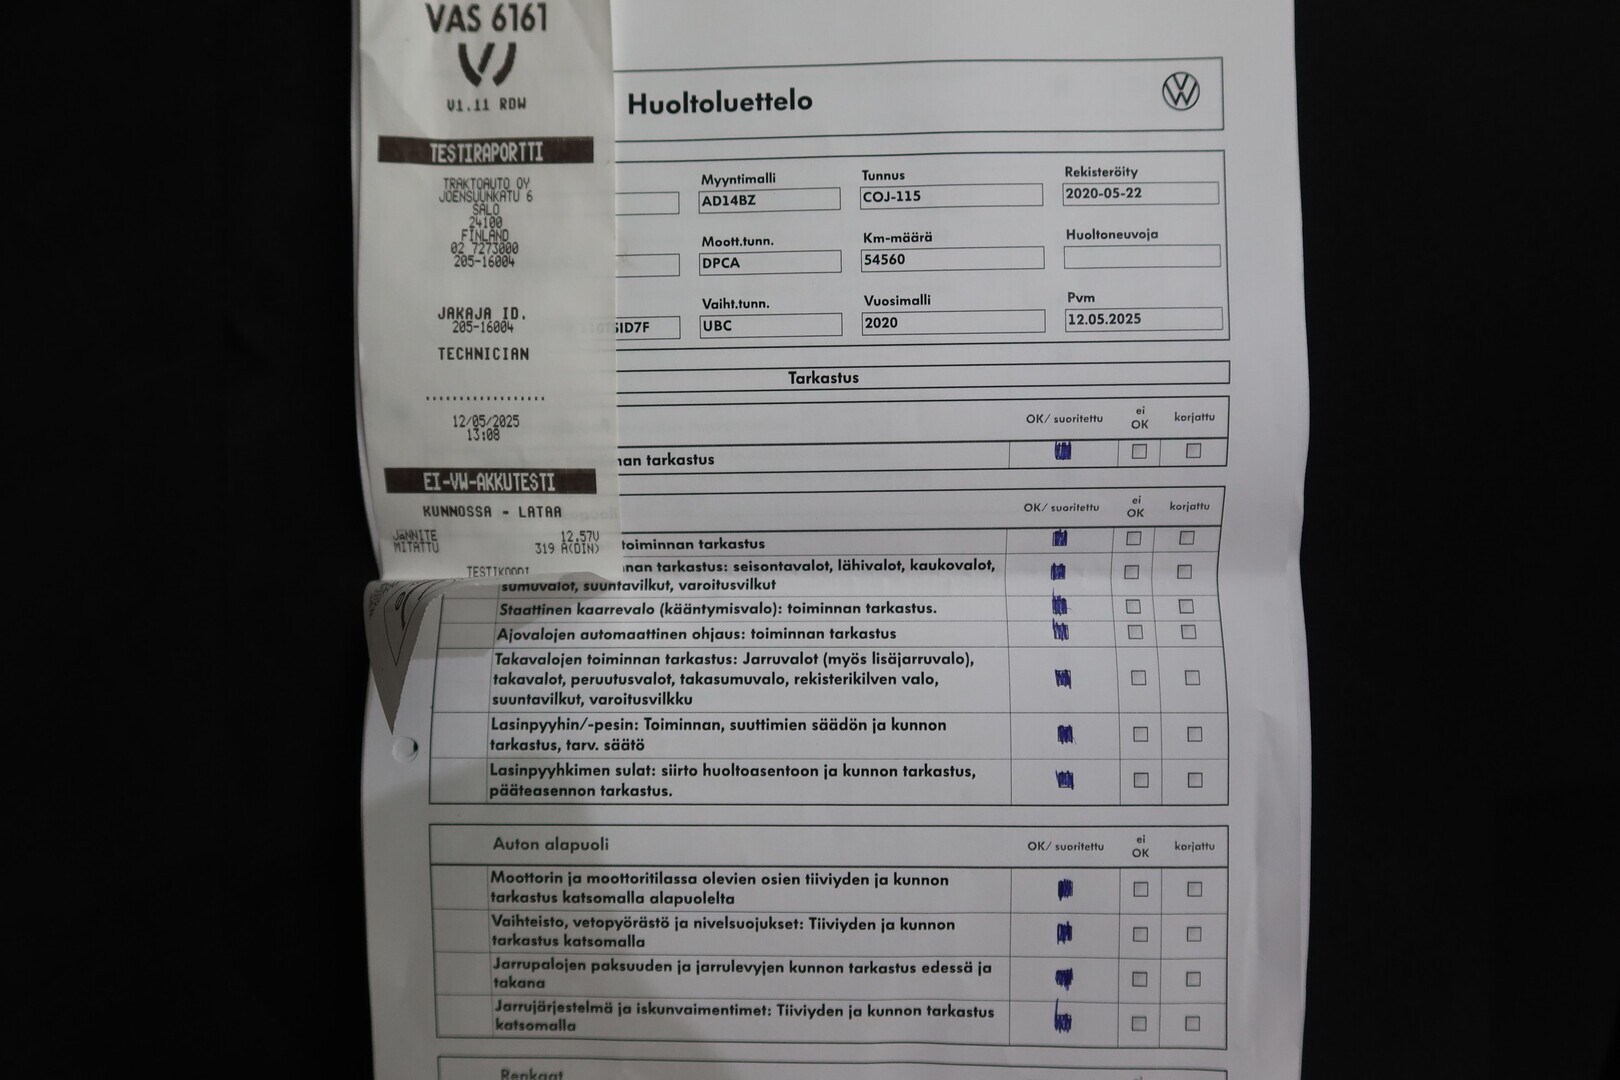 VAS 6161
V1.11 RDW
TESTIRAPORTTI
TRAKTOAUTO OY
JOENSUUNKATU 6
SALO
24100
FINLAND
02 7273000
205-16004
JAKAJA ID.
205-16004
TECHNICIAN
..................
12/05/2025
13:08
EI-VW-AKKUTESTI
KUNNOSSA - LATAA
JÄNNITE 12.57V
MITATTU 319 A(DIN)
TESTIKOODI
Huoltoluettelo
Myyntimalli Tunnus Rekisteröity
AD14BZ COJ-115 2020-05-22
Moott.tunn. Km-määrä Huoltoneuvoja
DPCA 54560
Vaiht.tunn. Vuosimalli Pvm
UBC 2020 12.05.2025
Tarkastus
OK/ suoritettu ei OK korjattu
tarkastus
OK/ suoritettu ei OK korjattu
toiminnan tarkastus
tarkastus: seisontavalot, lähivalot, kaukovalot,
sumuvalot, suuntavilkut, varoitusvilkut
Staattinen kaarrevalo (kääntymisvalo): toiminnan tarkastus.
Ajovalojen automaattinen ohjaus: toiminnan tarkastus
Takavalojen toiminnan tarkastus: Jarruvalot (myös lisäjarruvalo),
takavalot, peruutusvalot, takasumuvalo, rekisterikilven valo,
suuntavilkut, varoitusvilkku
Lasinpyyhin/-pesin: Toiminnan, suuttimien säädön ja kunnon
tarkastus, tarv. säätö
Lasinpyyhkimen sulat: siirto huoltoasentoon ja kunnon tarkastus,
pääteasennon tarkastus.
Auton alapuoli OK/ suoritettu ei OK korjattu
Moottorin ja moottoritilassa olevien osien tiiviyden ja kunnon
tarkastus katsomalla alapuolelta
Vaihteisto, vetopyörästö ja nivelsuojukset: Tiiviyden ja kunnon
tarkastus katsomalla
Jarrupalojen paksuuden ja jarrulevyjen kunnon tarkastus edessä ja
takana
Jarrujärjestelmä ja iskunvaimentimet: Tiiviyden ja kunnon tarkastus
katsomalla
Renkaat